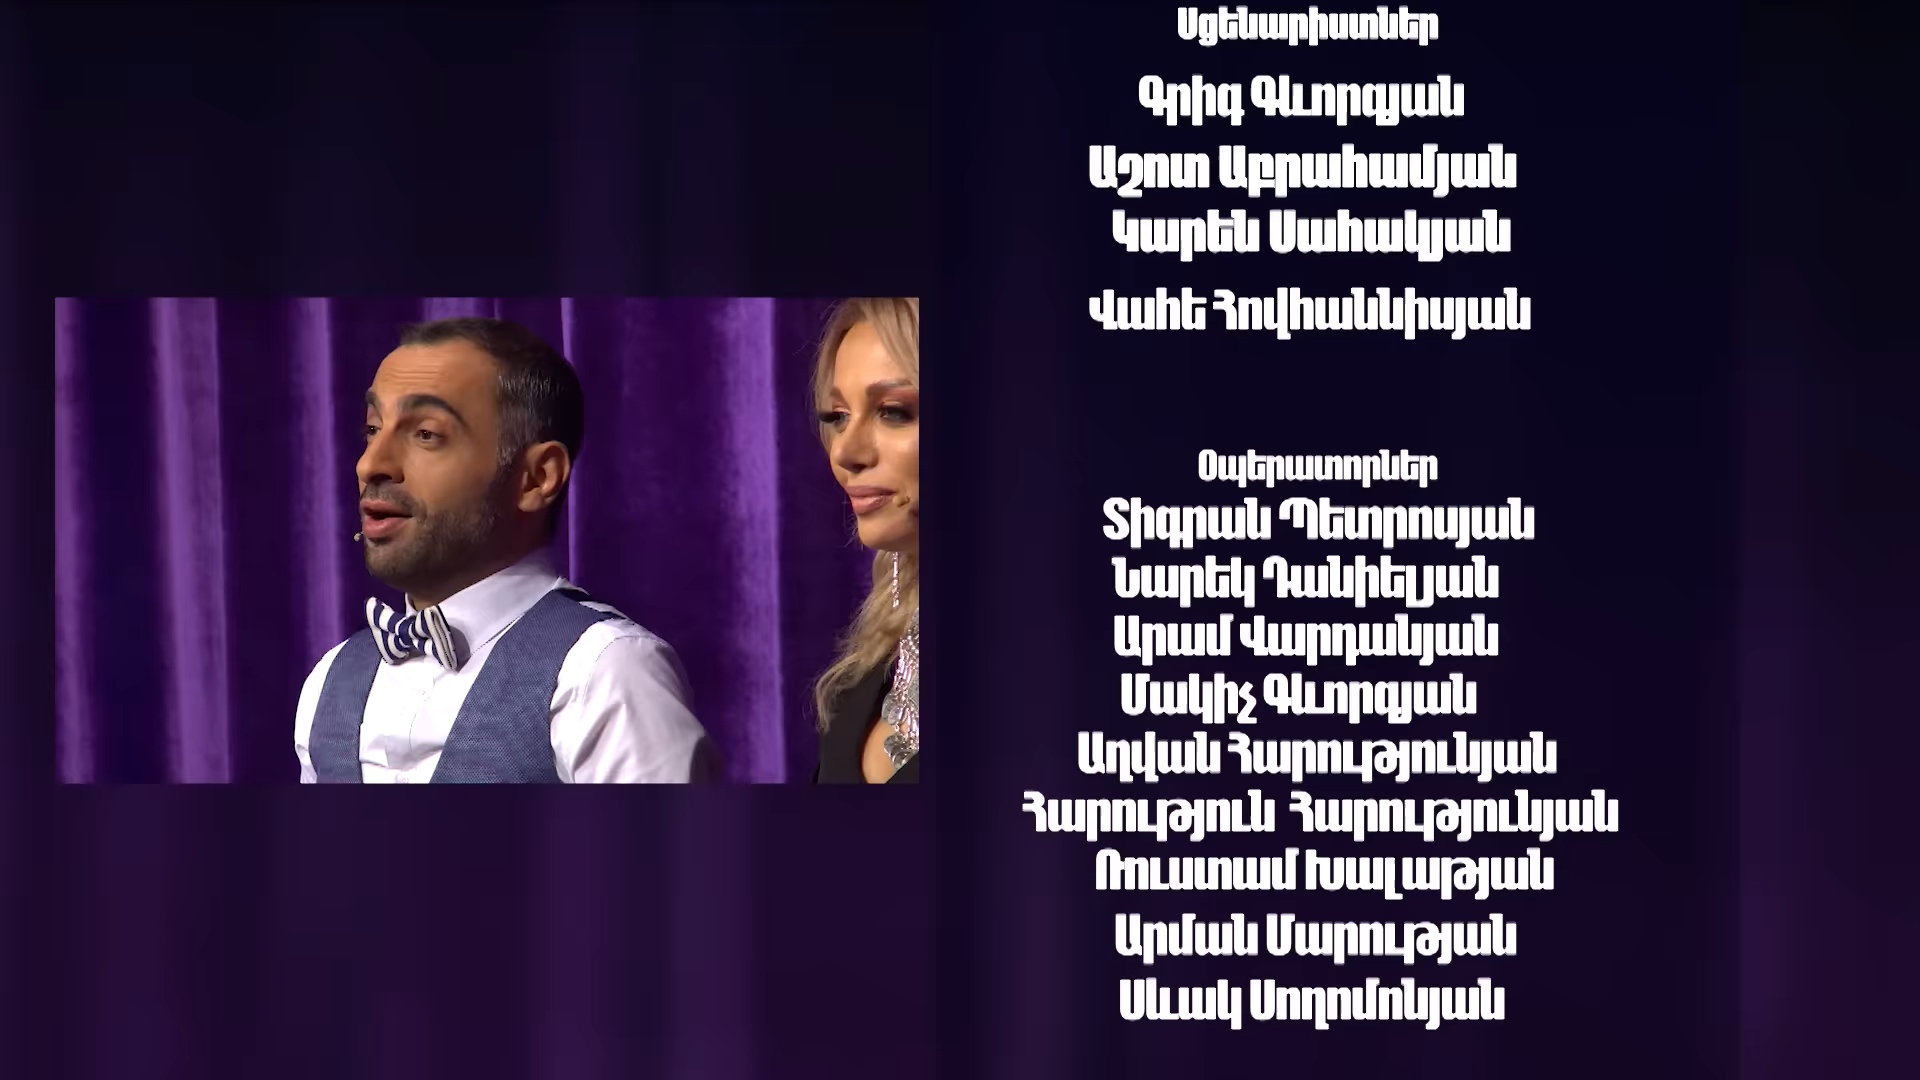 Սցենարիստներ
Գրիգ Գևորգյան
Աշոտ Աբրահամյան
Կարեն Սահակյան
Վահե Հովհաննիսյան
Օպերատորներ
Տիգրան Պետրոսյան
Նարեկ Դանիելյան
Արամ Վարդանյան
Մակիչ Գևորգյան
Աղվան Հարությունյան
Հարություն Հարությունյան
Ռուստամ Խալաթյան
Արման Մարության
Սևակ Սողոմոնյան